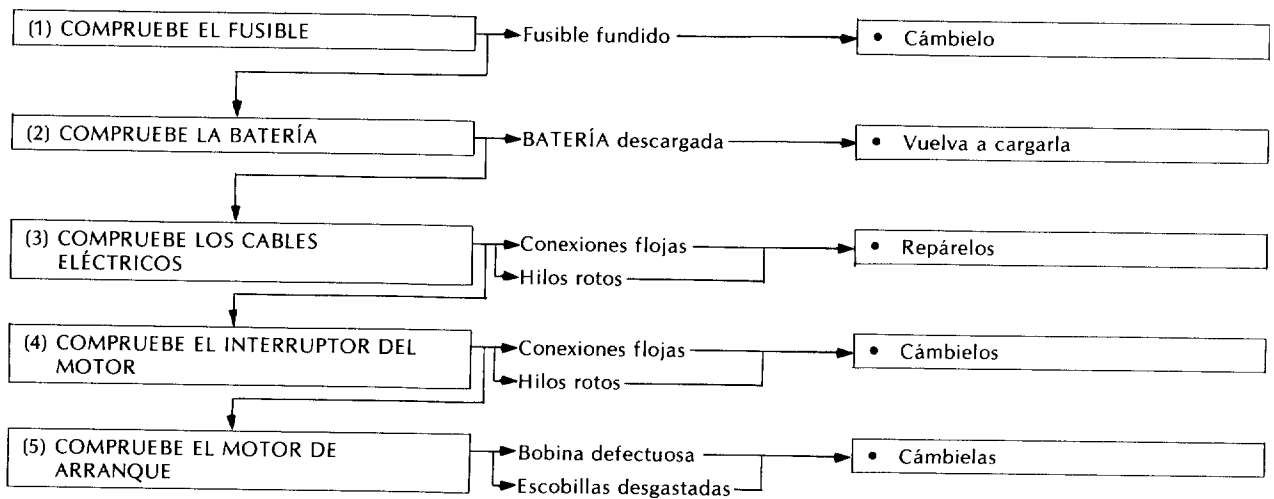 (1) COMPRUEBE EL FUSIBLE
Fusible fundido
• Cámbielo
(2) COMPRUEBE LA BATERÍA
BATERÍA descargada
• Vuelva a cargarla
(3) COMPRUEBE LOS CABLES
ELÉCTRICOS
Conexiones flojas
Hilos rotos
• Repárelos
(4) COMPRUEBE EL INTERRUPTOR DEL
MOTOR
Conexiones flojas
Hilos rotos
• Cámbielos
(5) COMPRUEBE EL MOTOR DE
ARRANQUE
Bobina defectuosa
Escobillas desgastadas
• Cámbielas